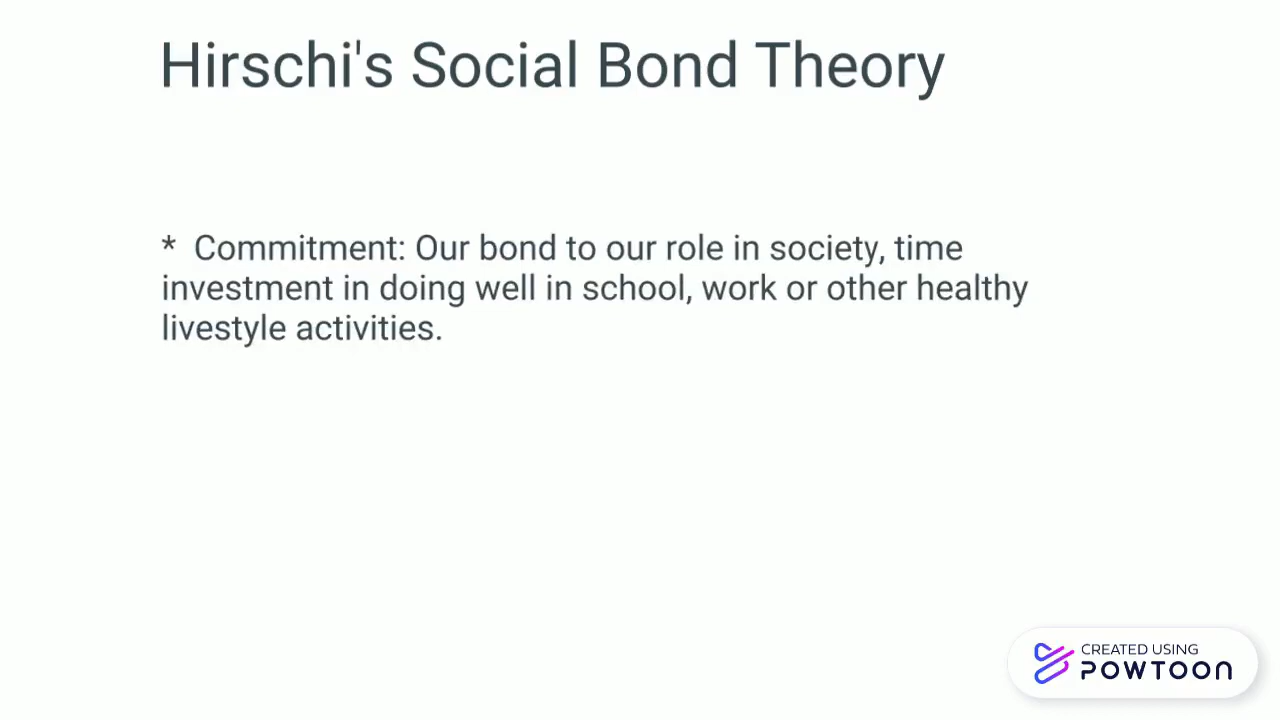 Hirschi's Social Bond Theory
* Commitment: Our bond to our role in society, time
investment in doing well in school, work or other healthy
livestyle activities.
CREATED USING
POWTOON